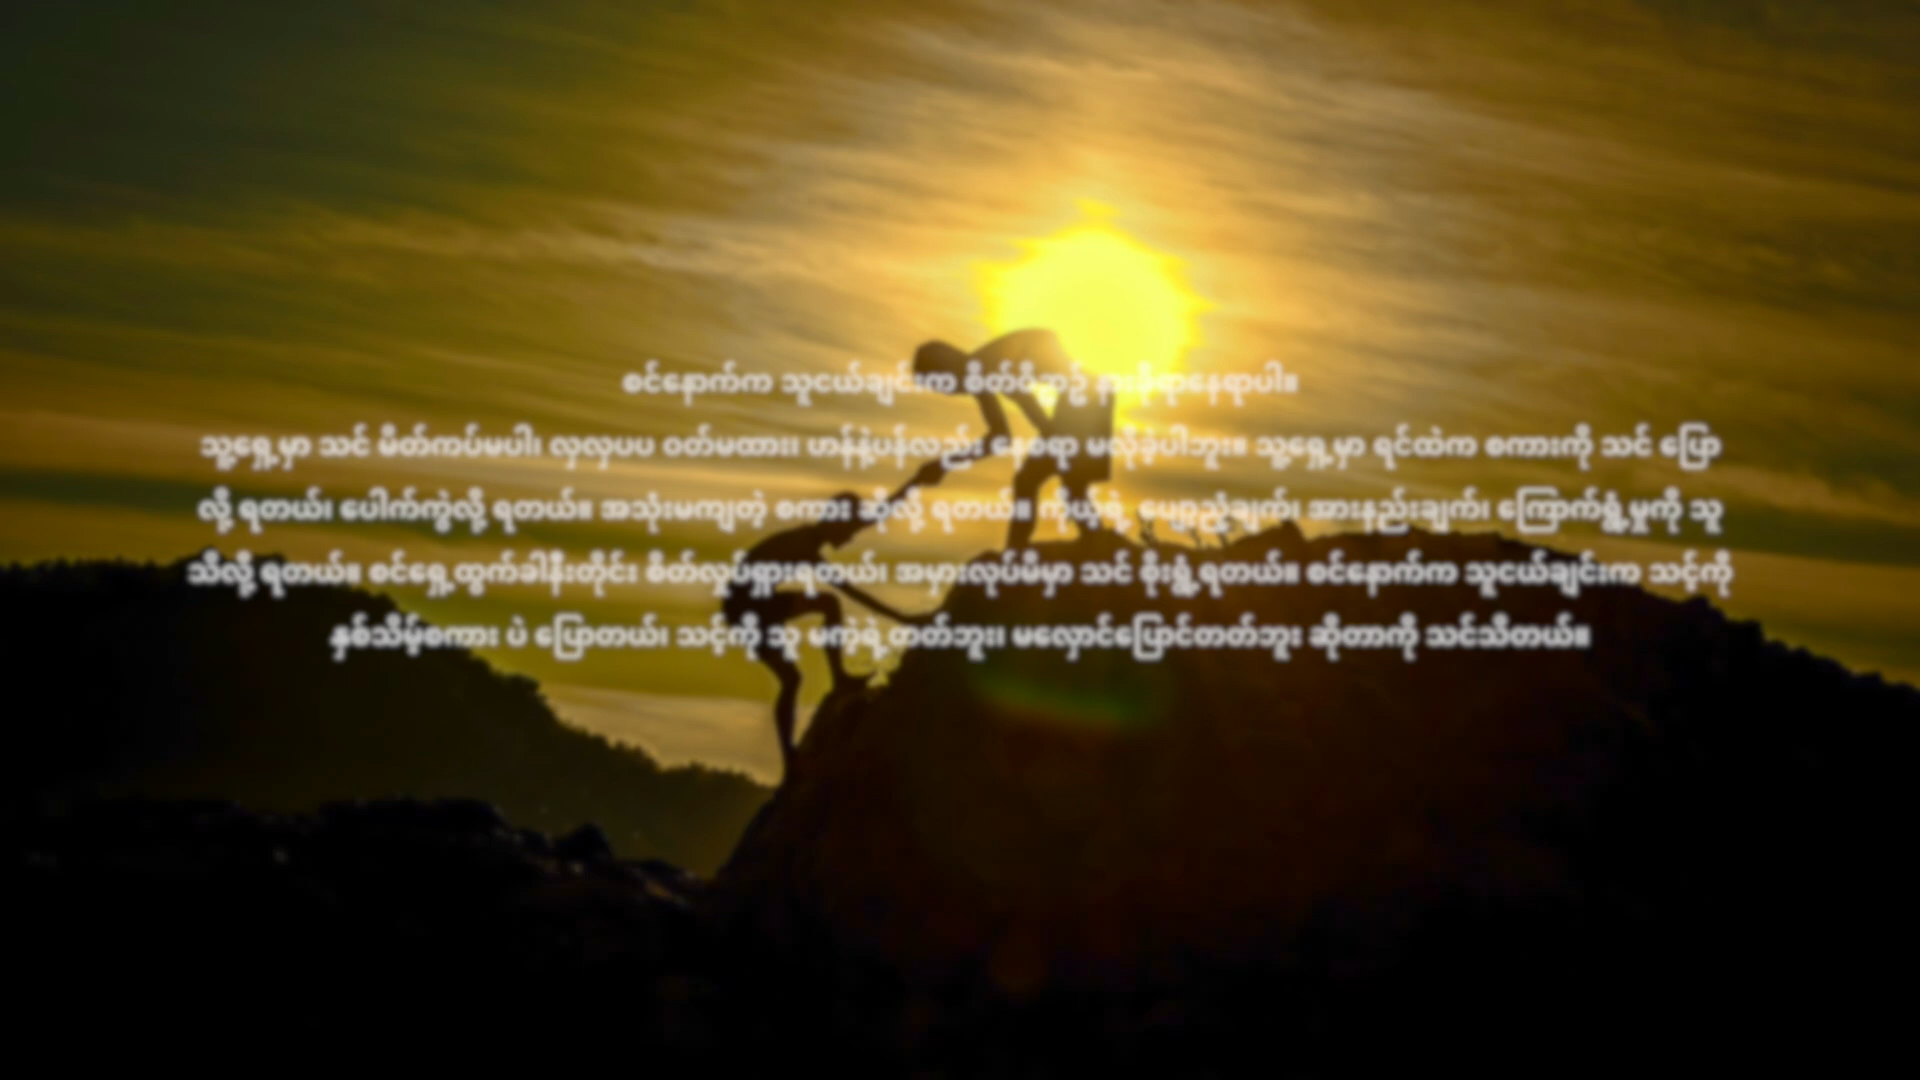 စင်နောက်က သူငယ်ချင်းက စိတ်ပိုင်း နားခိုရာနေရာပါ။
သူ့ရှေ့မှာ သင် မိတ်ကပ်မပါ၊ လှလှပပ ဝတ်မထား၊ ဟန်နဲ့ပန်လည်း နေစရာ မလိုခဲ့ပါဘူး။ သူ့ရှေ့မှာ ရင်ထဲက စကားကို သင် ပြော
လို့ ရတယ်၊ ပေါက်ကွဲလို့ ရတယ်။ အသုံးမကျတဲ့ စကား ဆိုလို့ ရတယ်။ ကိုယ့်ရဲ့ ပျော့ညံ့ချက်၊ အားနည်းချက်၊ ကြောက်ရွံ့မှုကို သူ
သိလို့ ရတယ်။ စင်ရှေ့ထွက်ခါနီးတိုင်း စိတ်လှုပ်ရှားရတယ်၊ အမှားလုပ်မိမှာ သင် စိုးရွံ့ရတယ်။ စင်နောက်က သူငယ်ချင်းက သင့်ကို
နှစ်သိမ့်စကား ပဲ ပြောတယ်၊ သင့်ကို သူ မကဲ့ရဲ့တတ်ဘူး၊ မလှောင်ပြောင်တတ်ဘူး ဆိုတာကို သင်သိတယ်။